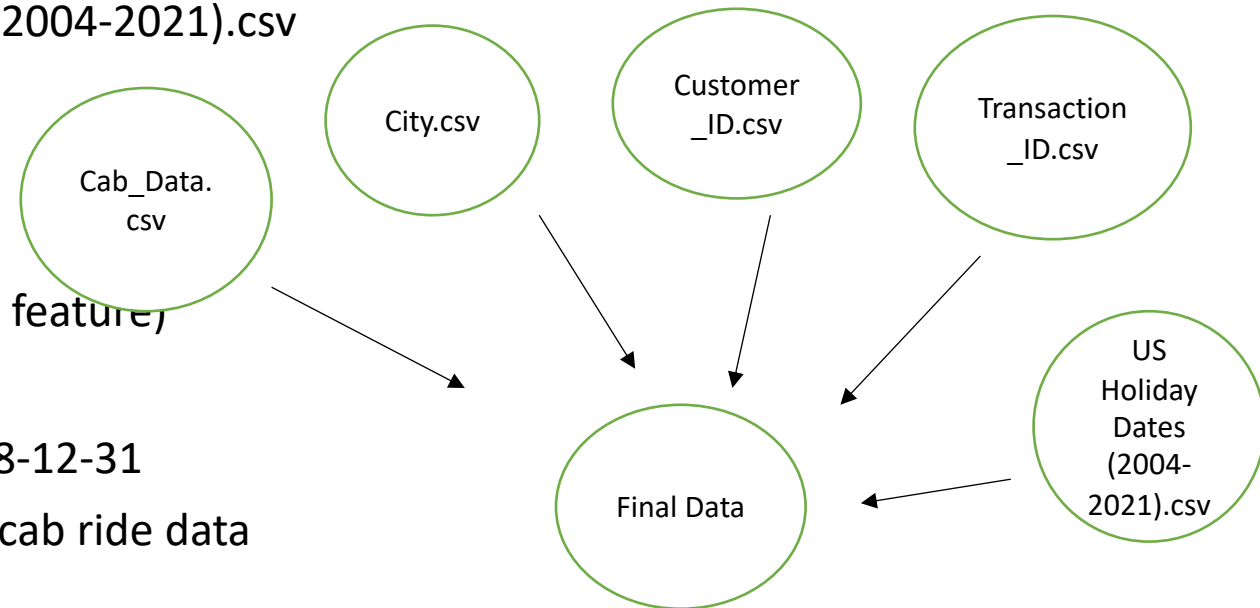 2004-2021).csv
Customer
_ID.csv
City.csv
Transaction
_ID.csv
Cab_Data.
csv
feature)
US
Holiday
Dates
(2004-
2021).csv
8-12-31
Final Data
cab ride data